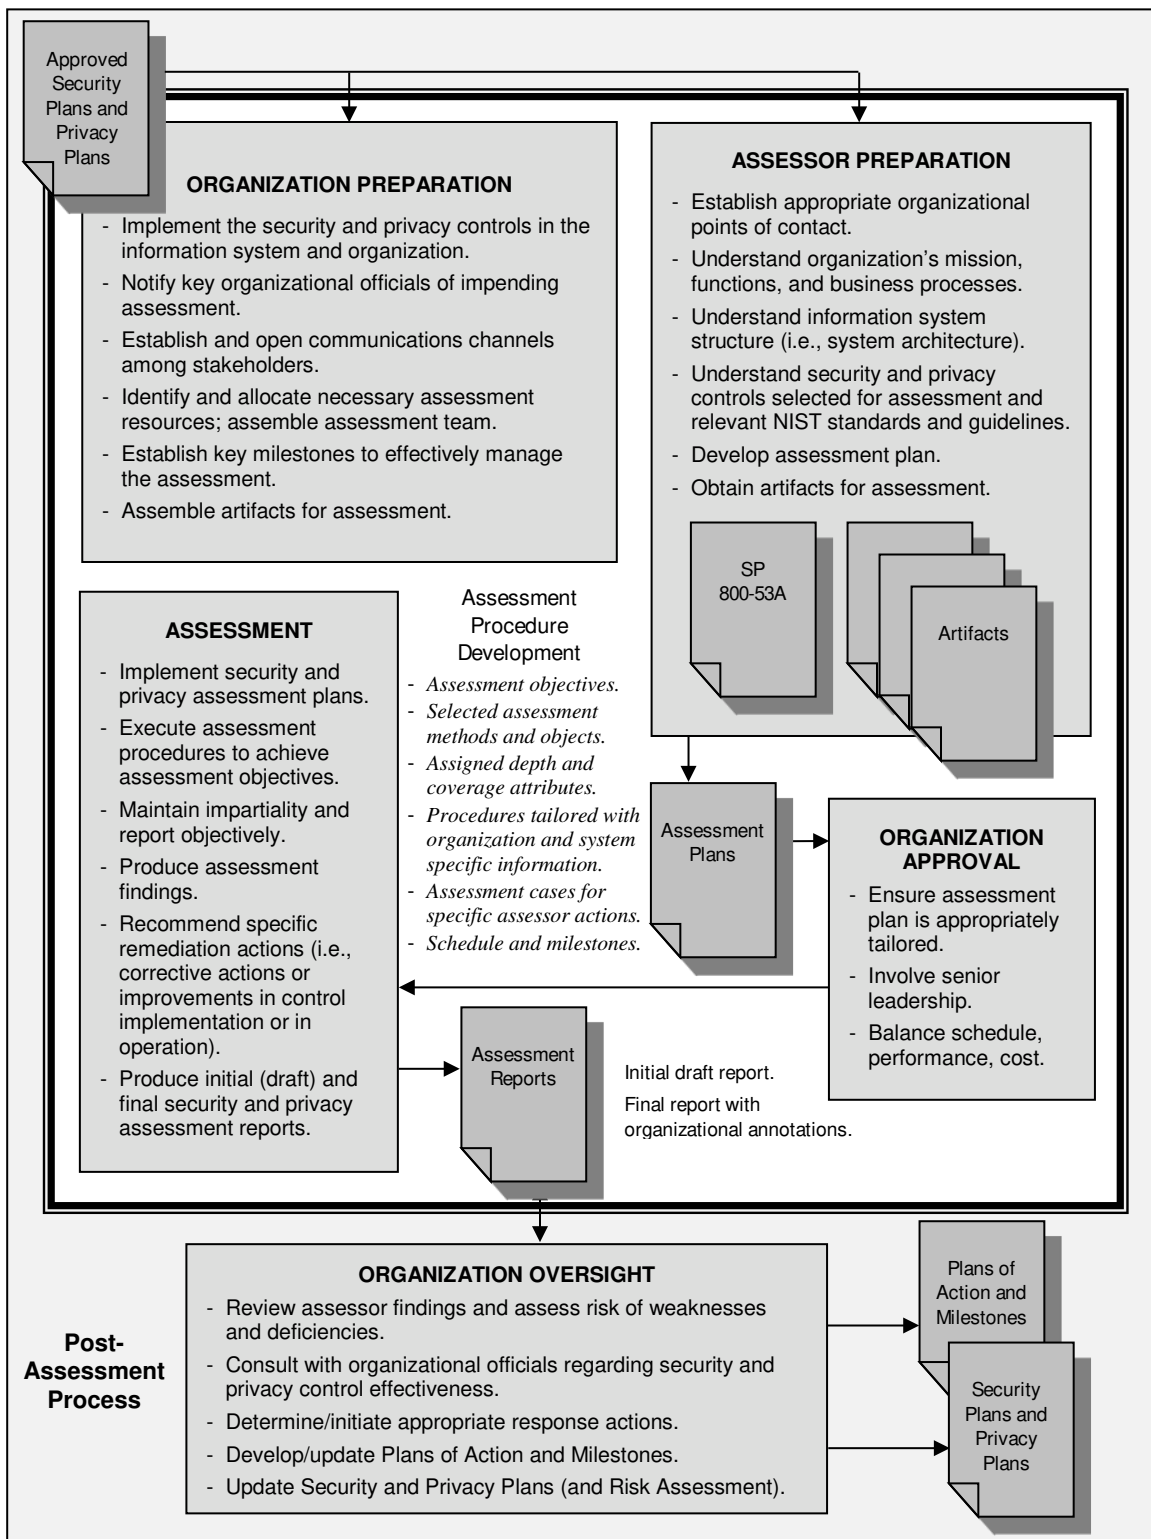 Approved
Security
Plans and
Privacy
Plans
ORGANIZATION PREPARATION
- Implement the security and privacy controls in the
information system and organization.
- Notify key organizational officials of impending
assessment.
- Establish and open communications channels
among stakeholders.
- Identify and allocate necessary assessment
resources; assemble assessment team.
- Establish key milestones to effectively manage
the assessment.
- Assemble artifacts for assessment.
ASSESSOR PREPARATION
- Establish appropriate organizational
points of contact.
- Understand organization’s mission,
functions, and business processes.
- Understand information system
structure (i.e., system architecture).
- Understand security and privacy
controls selected for assessment and
relevant NIST standards and guidelines.
- Develop assessment plan.
- Obtain artifacts for assessment.
SP
800-53A
Artifacts
ASSESSMENT
- Implement security and
privacy assessment plans.
- Execute assessment
procedures to achieve
assessment objectives.
- Maintain impartiality and
report objectively.
- Produce assessment
findings.
- Recommend specific
remediation actions (i.e.,
corrective actions or
improvements in control
implementation or in
operation).
- Produce initial (draft) and
final security and privacy
assessment reports.
Assessment
Procedure
Development
- Assessment objectives.
- Selected assessment
methods and objects.
- Assigned depth and
coverage attributes.
- Procedures tailored with
organization and system
specific information.
- Assessment cases for
specific assessor actions.
- Schedule and milestones.
Assessment
Plans
ORGANIZATION
APPROVAL
- Ensure assessment
plan is appropriately
tailored.
- Involve senior
leadership.
- Balance schedule,
performance, cost.
Assessment
Reports
Initial draft report.
Final report with
organizational annotations.
Post-
Assessment
Process
ORGANIZATION OVERSIGHT
- Review assessor findings and assess risk of weaknesses
and deficiencies.
- Consult with organizational officials regarding security and
privacy control effectiveness.
- Determine/initiate appropriate response actions.
- Develop/update Plans of Action and Milestones.
- Update Security and Privacy Plans (and Risk Assessment).
Plans of
Action and
Milestones
Security
Plans and
Privacy
Plans